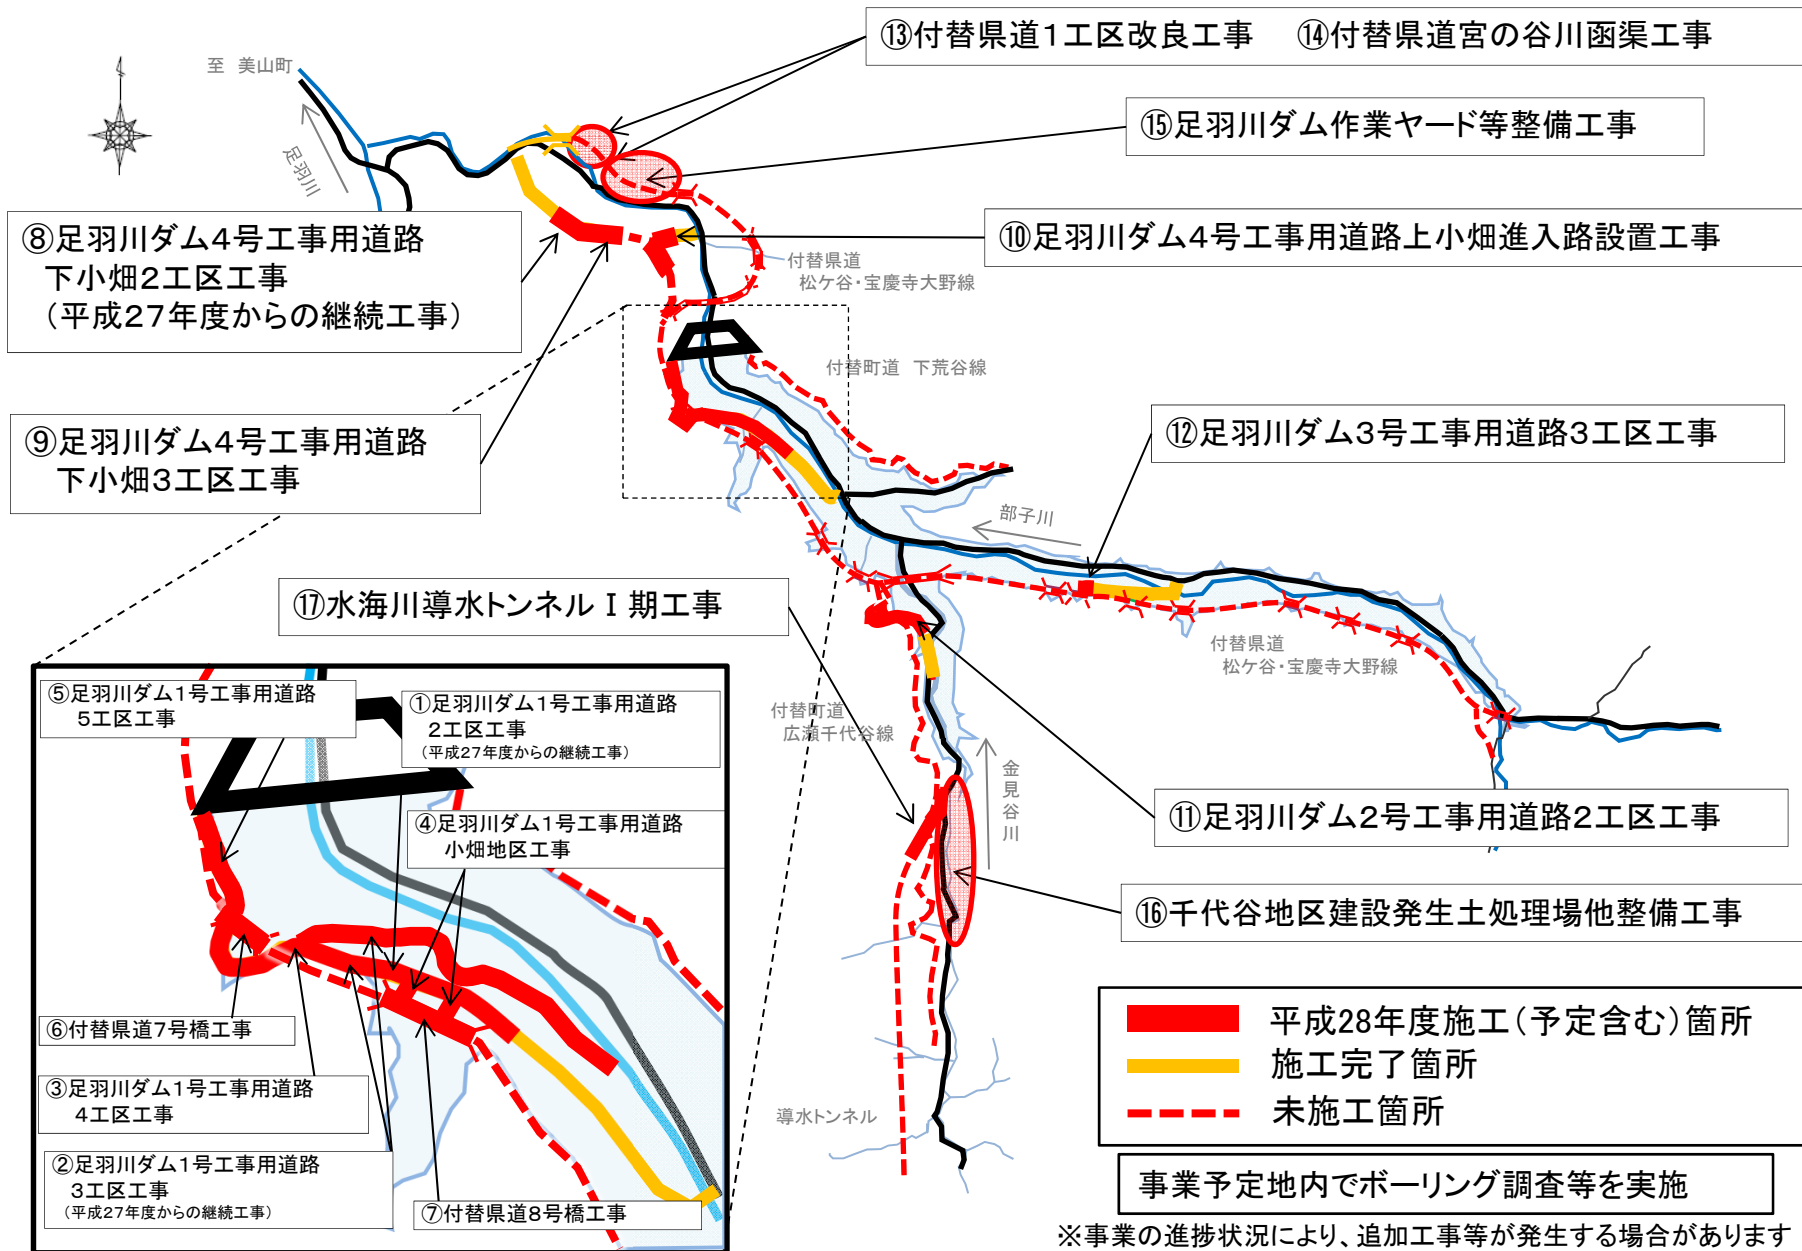 ⑬付替県道1工区改良工事 ⑭付替県道宮の谷川函渠工事
至 美山町
⑮足羽川ダム作業ヤード等整備工事
足羽川
⑧足羽川ダム4号工事用道路
下小畑2工区工事
（平成27年度からの継続工事）
⑩足羽川ダム4号工事用道路上小畑進入路設置工事
付替県道
松ケ谷・宝慶寺大野線
付替町道 下荒谷線
⑨足羽川ダム4号工事用道路
下小畑3工区工事
⑫足羽川ダム3号工事用道路3工区工事
部子川
⑰水海川導水トンネルⅠ期工事
付替県道
松ケ谷・宝慶寺大野線
付替町道
広瀬千代谷線
金見谷川
⑪足羽川ダム2号工事用道路2工区工事
⑯千代谷地区建設発生土処理場他整備工事
導水トンネル
⑤足羽川ダム1号工事用道路
5工区工事
①足羽川ダム1号工事用道路
2工区工事
（平成27年度からの継続工事）
④足羽川ダム1号工事用道路
小畑地区工事
⑥付替県道7号橋工事
③足羽川ダム1号工事用道路
4工区工事
②足羽川ダム1号工事用道路
3工区工事
（平成27年度からの継続工事）
⑦付替県道8号橋工事
平成28年度施工（予定含む）箇所
施工完了箇所
未施工箇所
事業予定地内でボーリング調査等を実施
※事業の進捗状況により、追加工事等が発生する場合があります